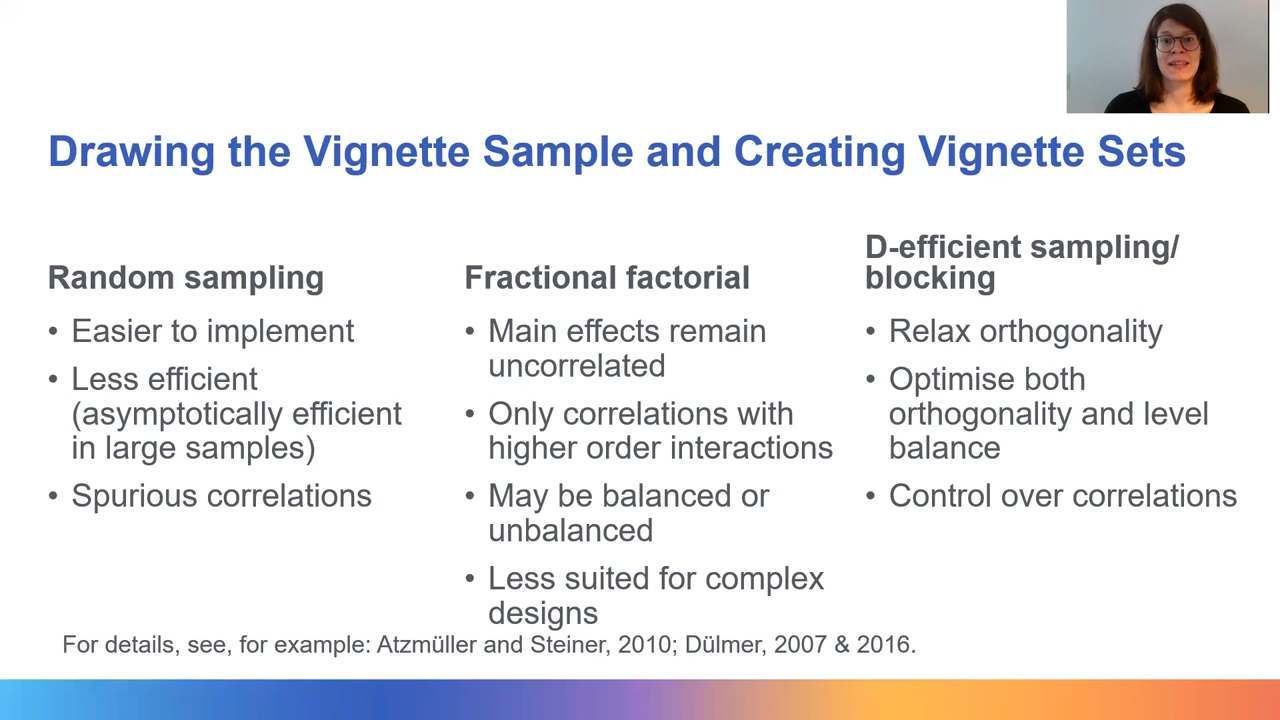 Drawing the Vignette Sample and Creating Vignette Sets
Random sampling
• Easier to implement
• Less efficient
(asymptotically efficient
in large samples)
• Spurious correlations
Fractional factorial
• Main effects remain
uncorrelated
• Only correlations with
higher order interactions
• May be balanced or
unbalanced
• Less suited for complex
designs
D-efficient sampling/
blocking
• Relax orthogonality
• Optimise both
orthogonality and level
balance
• Control over correlations
For details, see, for example: Atzmüller and Steiner, 2010; Dülmer, 2007 & 2016.